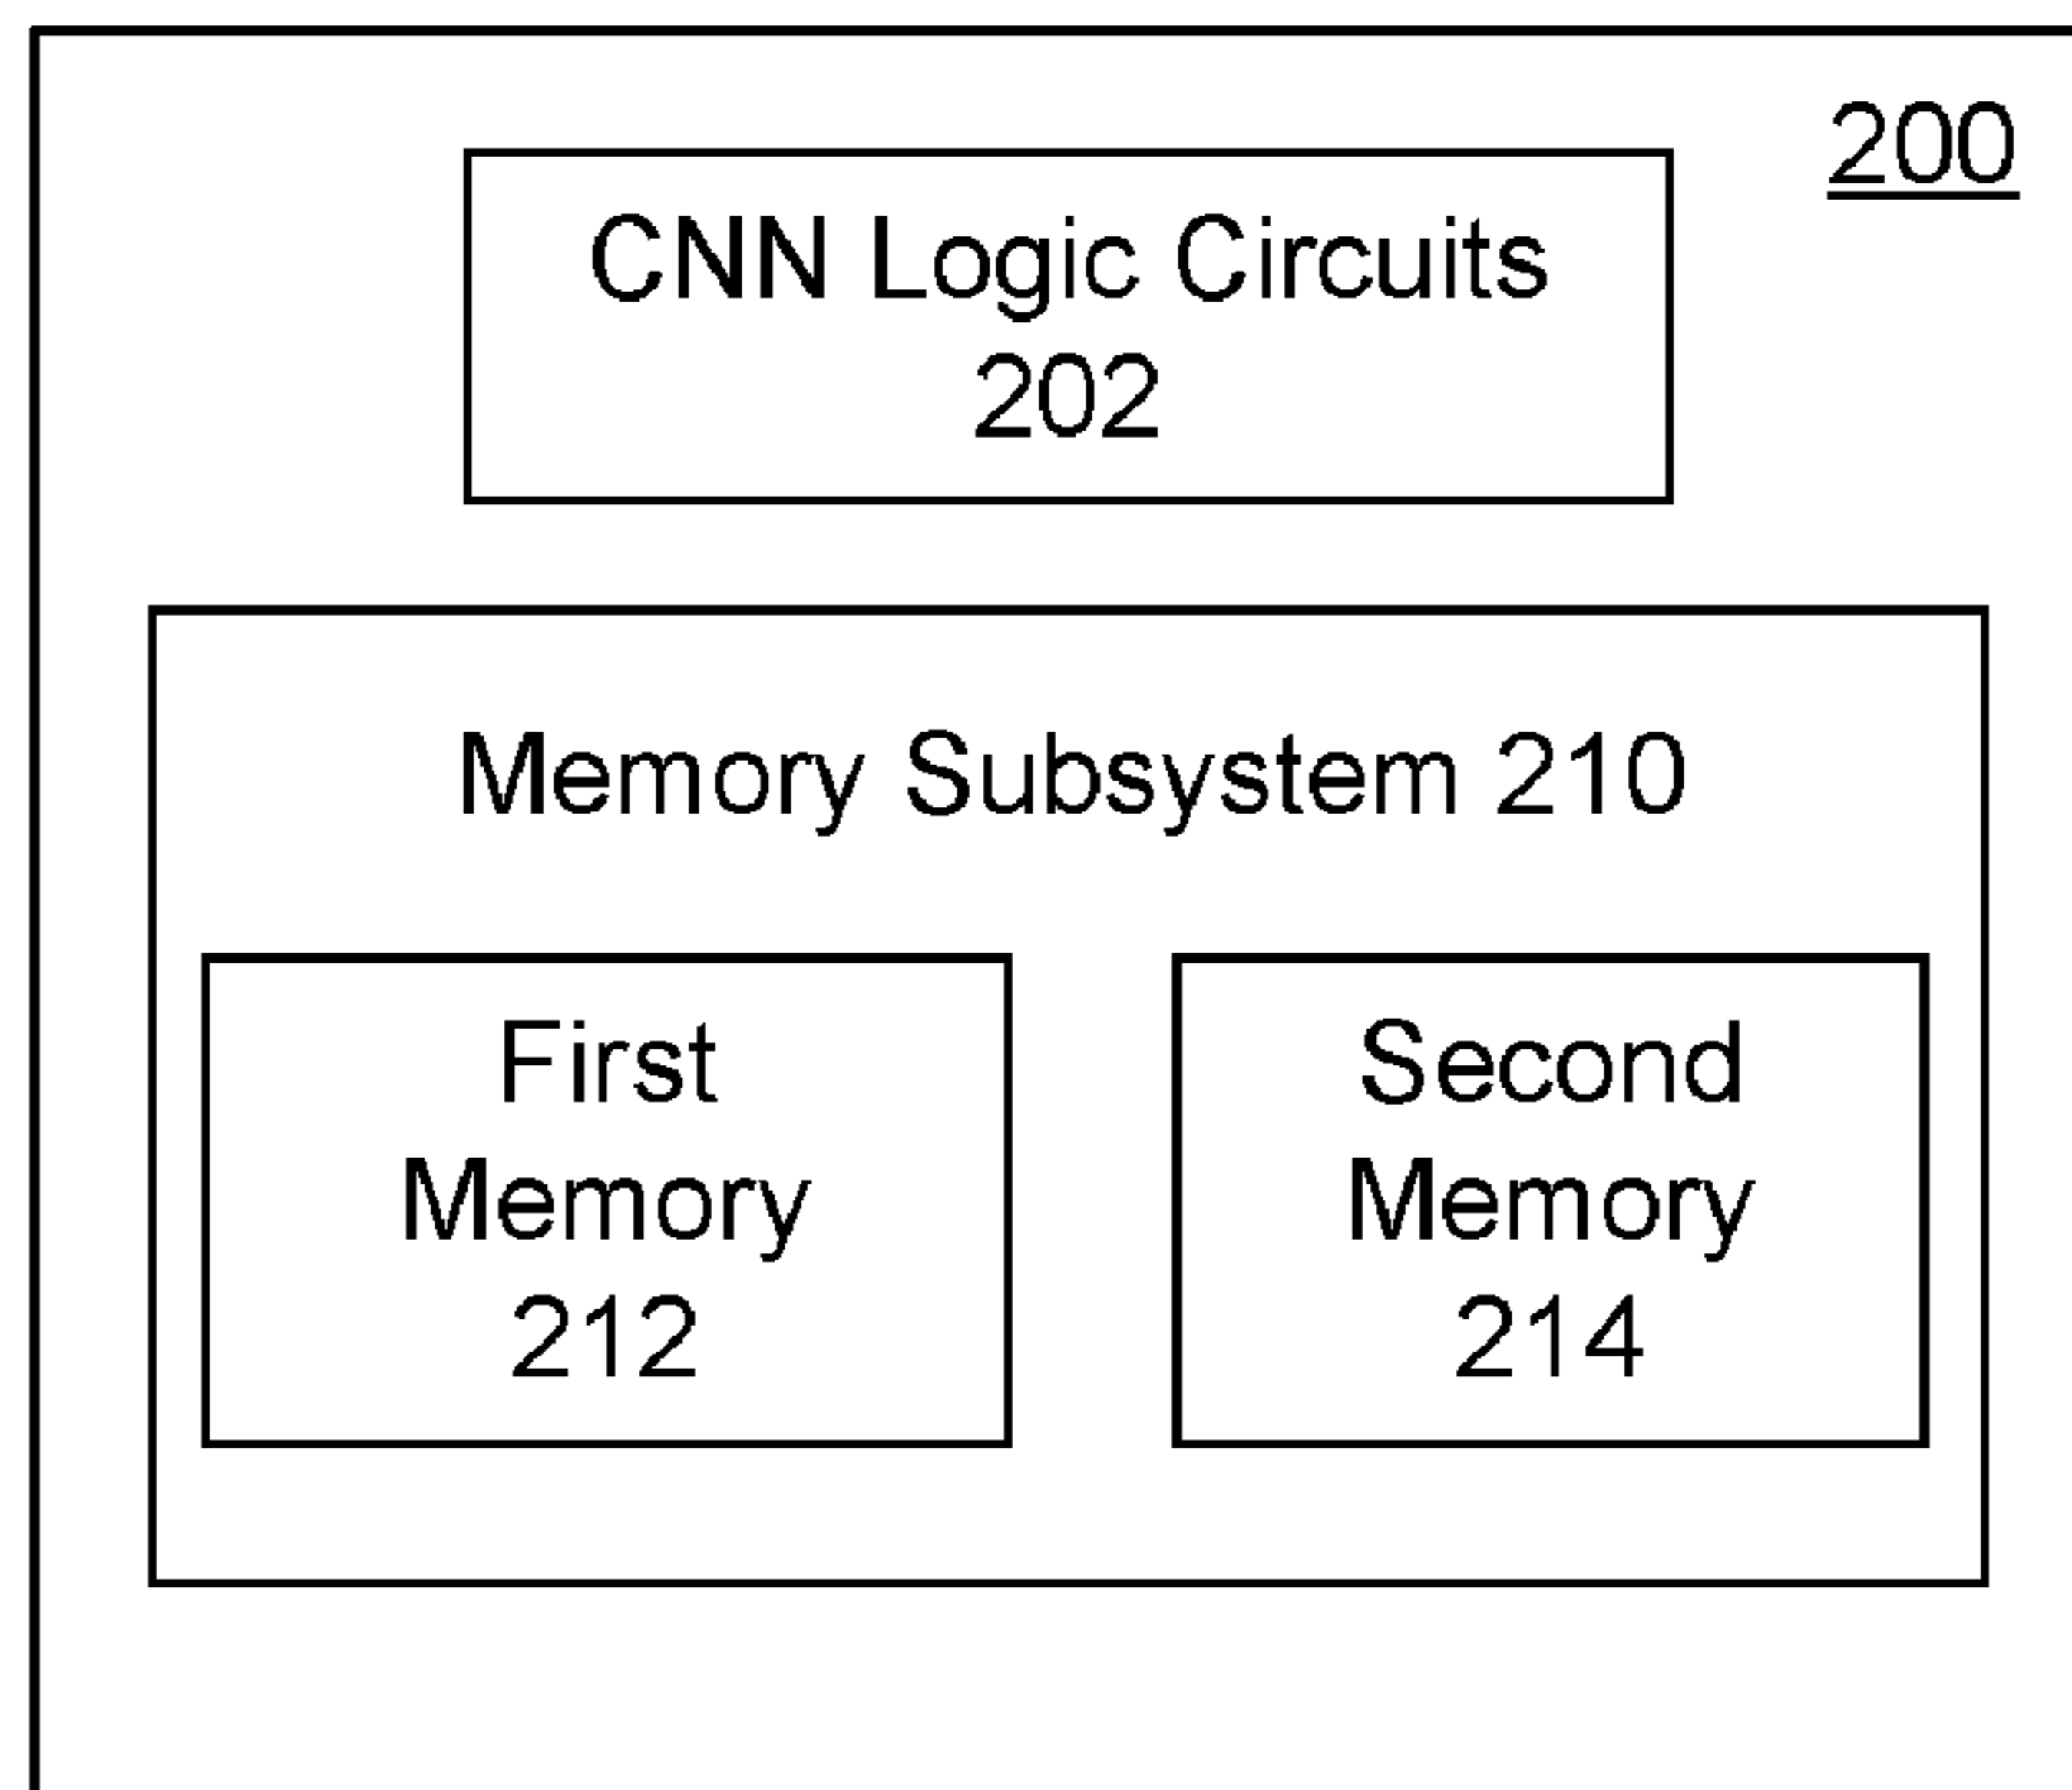 200
CNN Logic Circuits
202
Memory Subsystem 210
First
Memory
212
Second
Memory
214